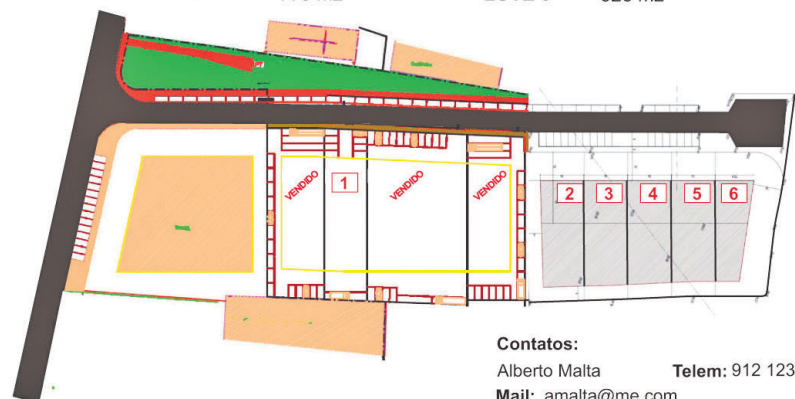 VENDIDO
1
VENDIDO
VENDIDO
2
3
4
5
6
Contatos:
Alberto Malta Telem: 912 123
Mail: amalta@me.com